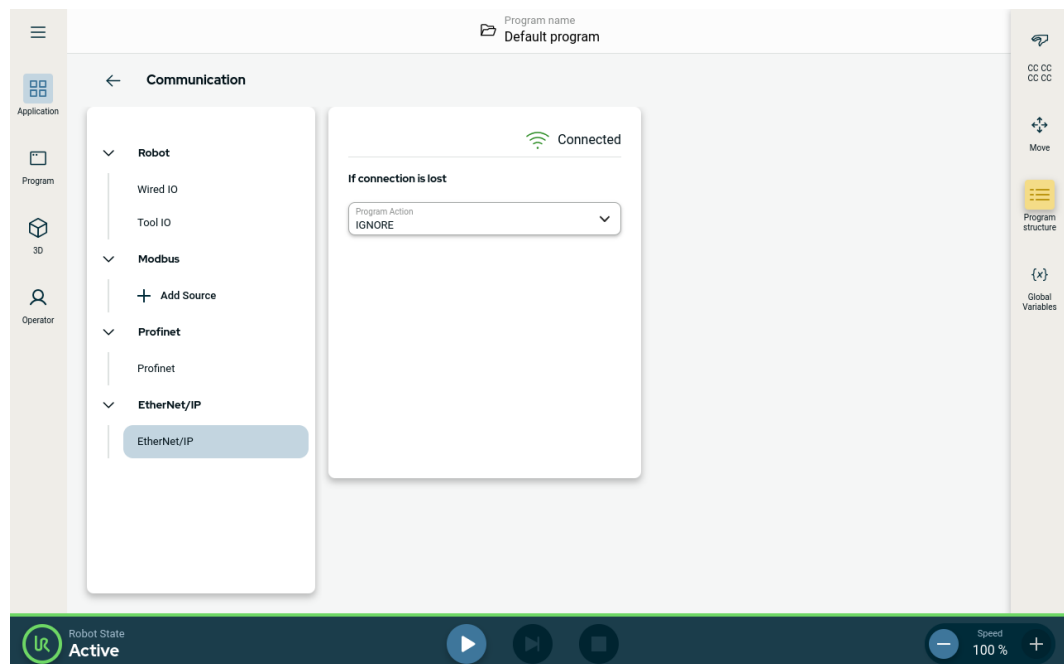 Program name
Default program
Communication
Application
Program
3D
Operator
Robot
Wired IO
Tool IO
Modbus
Add Source
Profinet
Profinet
EtherNet/IP
EtherNet/IP
Connected
If connection is lost
Program Action
IGNORE
CC CC
CC CC
Move
Program
structure
{x}
Global
Variables
UR
Robot State
Active
Speed
100 %